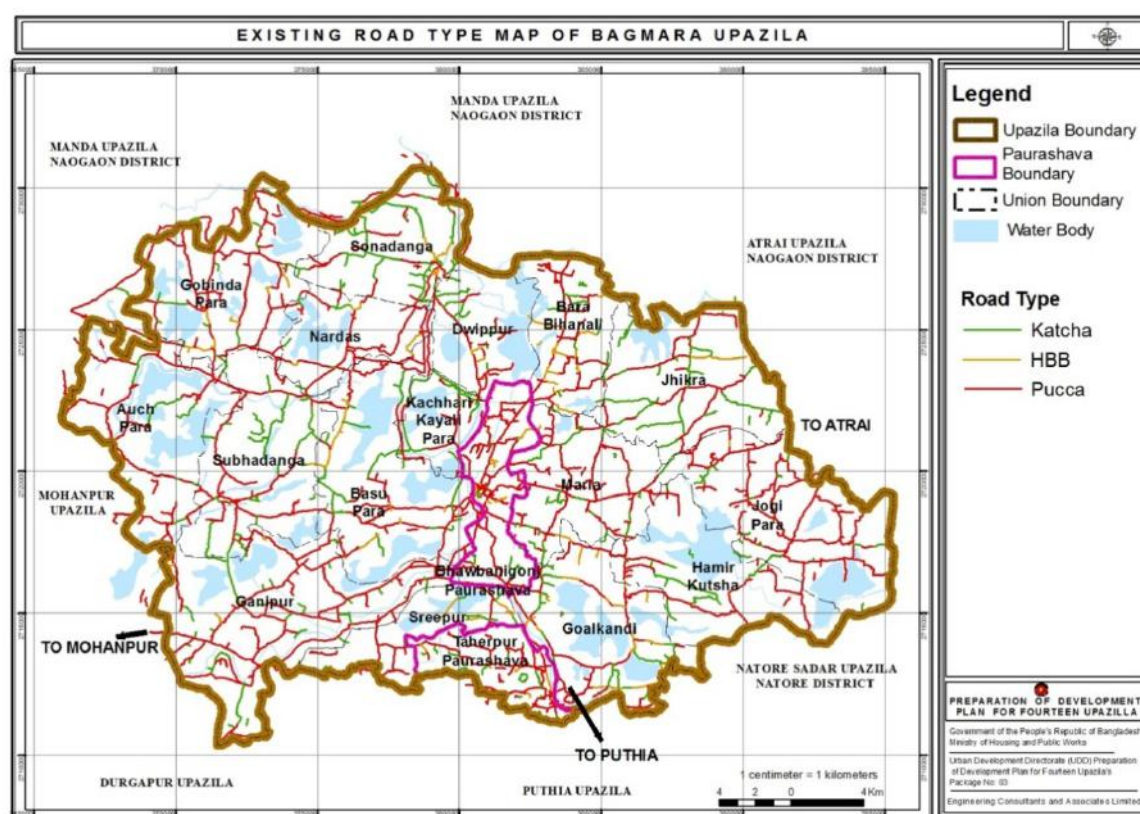 EXISTING ROAD TYPE MAP OF BAGMARA UPAZILA
MANDA UPAZILA
NAOGAON DISTRICT
MANDA UPAZILA
NAOGAON DISTRICT
ATRAI UPAZILA
NAOGAON DISTRICT
Sonadanga
Gobinda
Para
Nardas
Dwippur
Bara
Bihanali
Jhikra
Auch
Para
Kachhari
Kayali
Para
TO ATRAI
Subhadanga
MOHANPUR
UPAZILA
Basu
Para
Maria
Jogi
Para
Hamir
Kutsha
Bhawbanigonj
Paurashava
Ganipur
Sreepur
Goalkandi
TO MOHANPUR
Taherpur
Paurashava
NATORE SADAR UPAZILA
NATORE DISTRICT
TO PUTHIA
DURGAPUR UPAZILA
PUTHIA UPAZILA
1 centimeter = 1 kilometers
4 2 0 4 Km
Legend
Upazila Boundary
Paurashava
Boundary
Union Boundary
Water Body
Road Type
Katcha
HBB
Pucca
PREPARATION OF DEVELOPMENT
PLAN FOR FOURTEEN UPAZILLA
Government of the People's Republic of Bangladesh
Ministry of Housing and Public Works
Urban Development Directorate (UDD) Preparation
of Development Plan for Fourteen Upazila's
Package No: 03
Engineering Consultants and Associates Limited